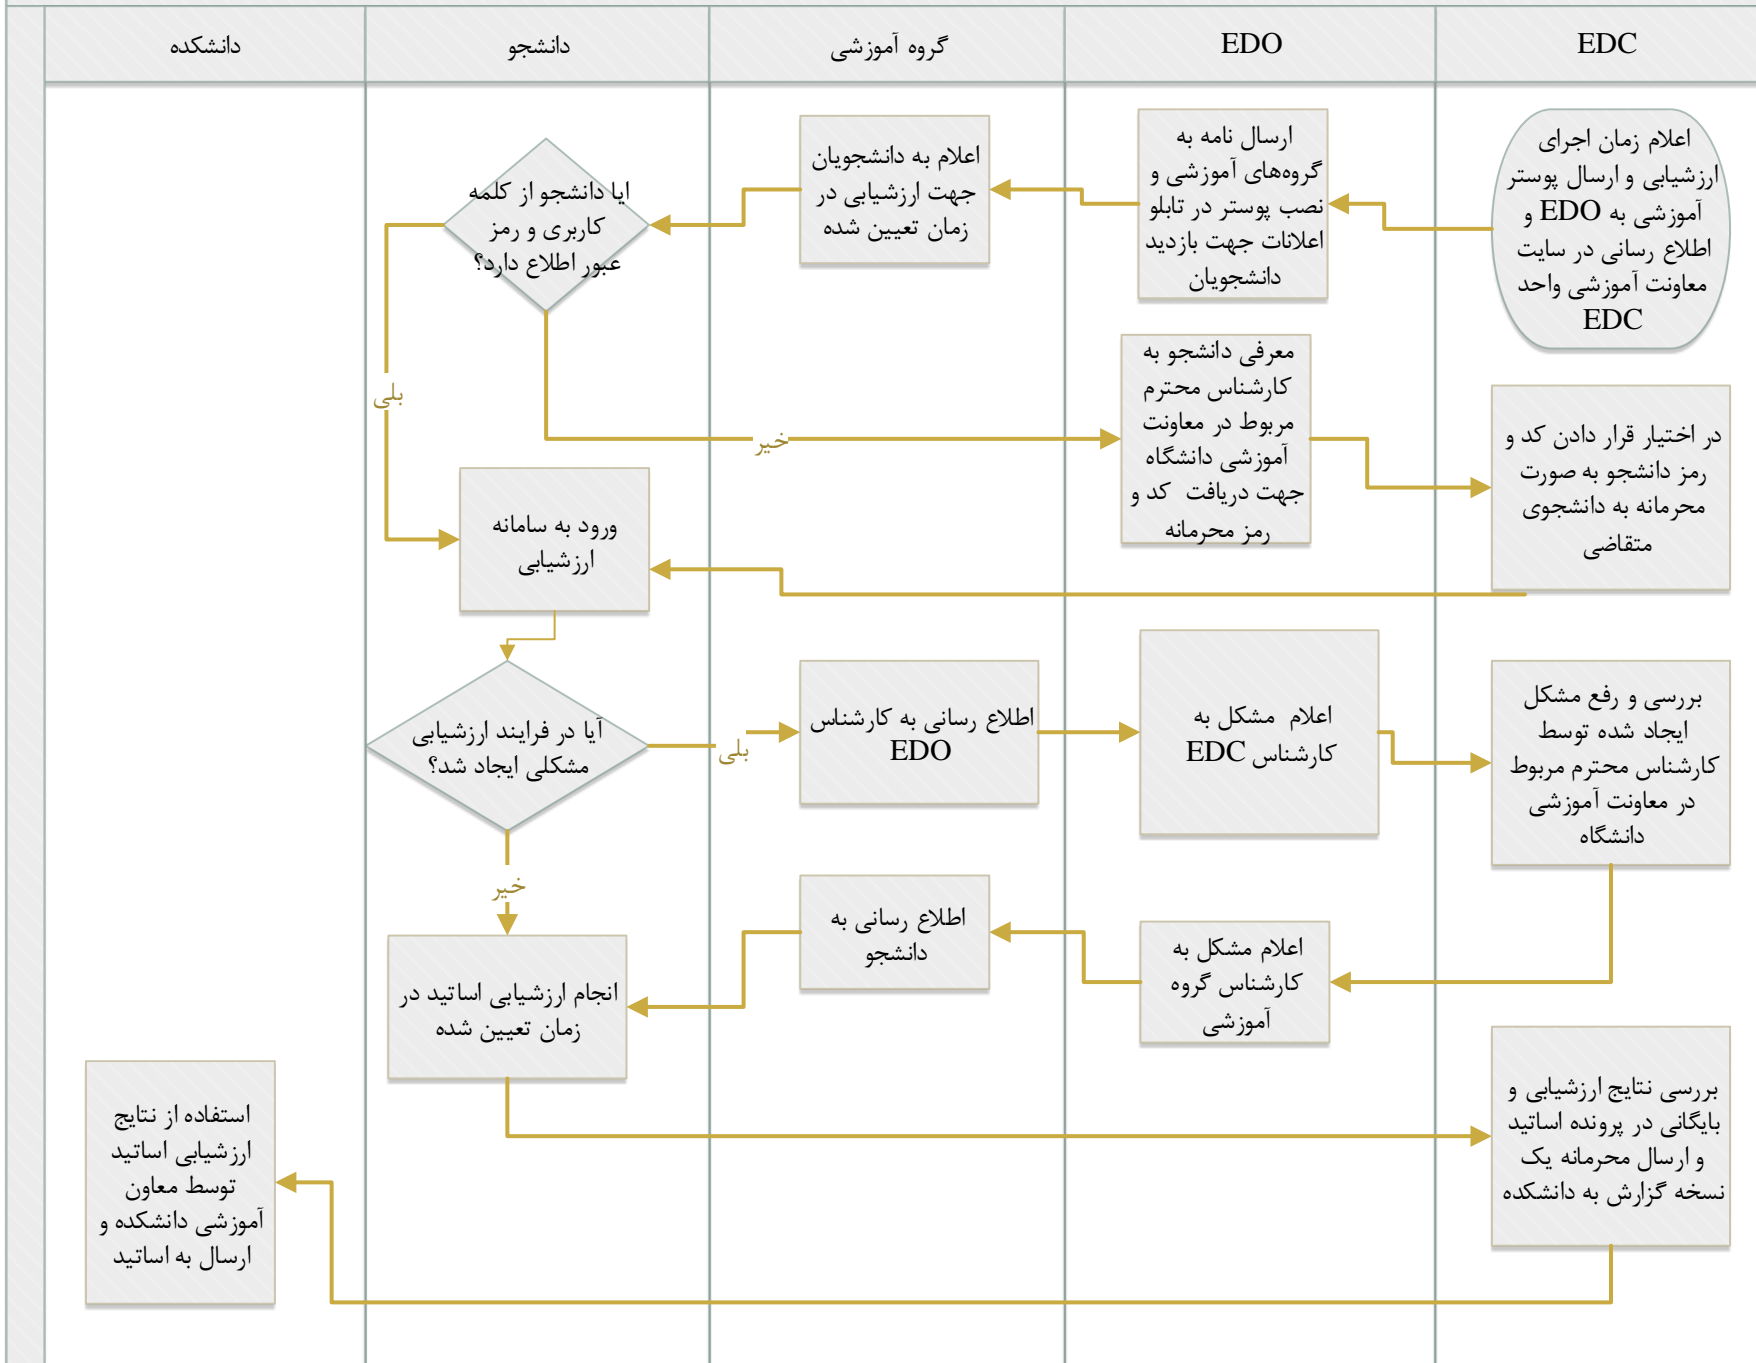 EDC
EDO
گروه آموزشی
دانشجو
دانشکده
اعلام زمان اجرای
ارزشیابی و ارسال پوستر
آموزشی به EDO و
اطلاع رسانی در سایت
معاونت آموزشی واحد
EDC
ارسال نامه به
گروه‌های آموزشی و
نصب پوستر در تابلو
اعلانات جهت بازدید
دانشجویان
اعلام به دانشجویان
جهت ارزشیابی در
زمان تعیین شده
ایا دانشجو از کلمه
کاربری و رمز
عبور اطلاع دارد؟
بلی
خیر
معرفی دانشجو به
کارشناس محترم
مربوط در معاونت
آموزشی دانشگاه
جهت دریافت کد و
رمز محرمانه
در اختیار قرار دادن کد و
رمز دانشجو به صورت
محرمانه به دانشجوی
متقاضی
ورود به سامانه
ارزشیابی
آیا در فرایند ارزشیابی
مشکلی ایجاد شد؟
بلی
اطلاع رسانی به کارشناس
EDO
اعلام مشکل به
کارشناس EDC
بررسی و رفع مشکل
ایجاد شده توسط
کارشناس محترم مربوط
در معاونت آموزشی
دانشگاه
خیر
اعلام مشکل به
کارشناس گروه
آموزشی
اطلاع رسانی به
دانشجو
انجام ارزشیابی اساتید در
زمان تعیین شده
بررسی نتایج ارزشیابی و
بایگانی در پرونده اساتید
و ارسال محرمانه یک
نسخه گزارش به دانشکده
استفاده از نتایج
ارزشیابی اساتید
توسط معاون
آموزشی دانشکده و
ارسال به اساتید